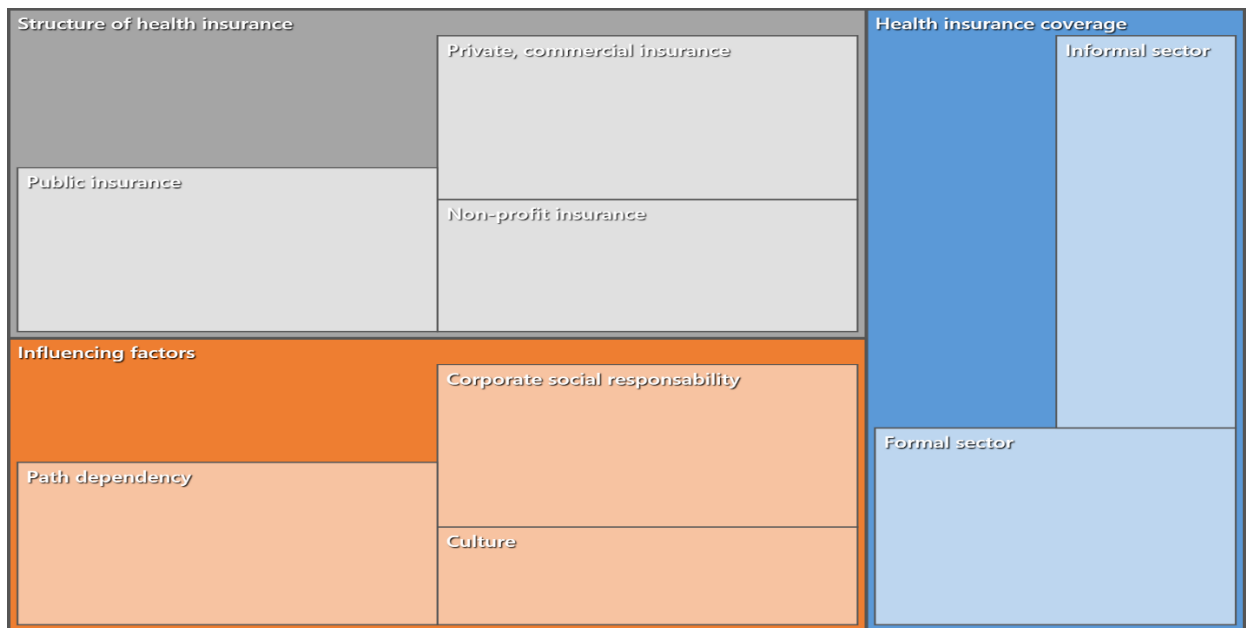 Structure of health insurance
Private, commercial insurance
Public insurance
Non-profit insurance
Influencing factors
Corporate social responsability
Path dependency
Culture
Health insurance coverage
Informal sector
Formal sector